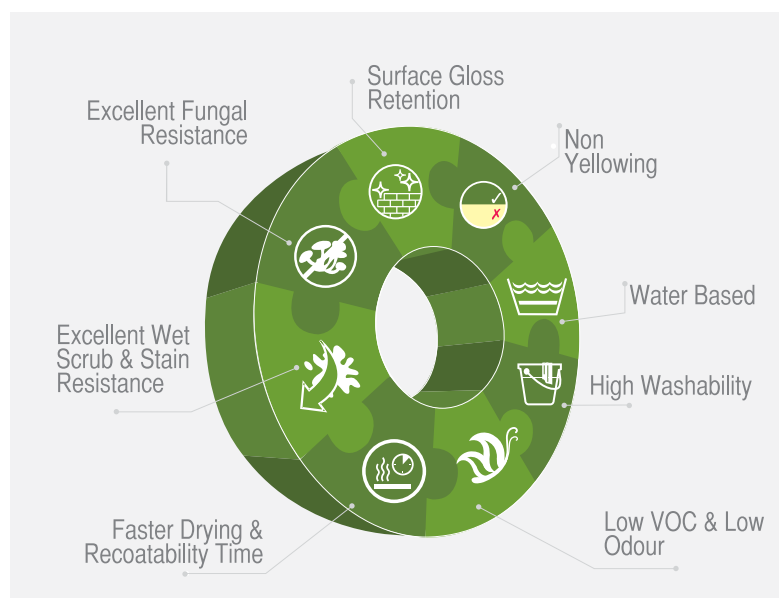 Surface Gloss
Retention
Excellent Fungal
Resistance
Non
Yellowing
Water Based
Excellent Wet
Scrub & Stain
Resistance
High Washability
Faster Drying &
Recoatability Time
Low VOC & Low
Odour